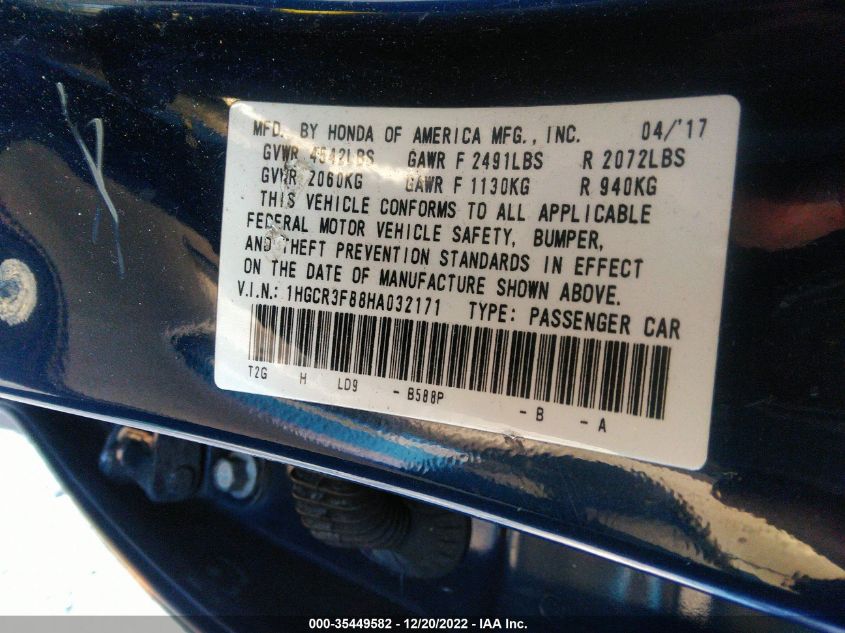 MFD. BY HONDA OF AMERICA MFG., INC. 04/'17
GVWR 4542LBS GAWR F 2491LBS R 2072LBS
GVWR 2060KG GAWR F 1130KG R 940KG
THIS VEHICLE CONFORMS TO ALL APPLICABLE
FEDERAL MOTOR VEHICLE SAFETY, BUMPER,
AND THEFT PREVENTION STANDARDS IN EFFECT
ON THE DATE OF MANUFACTURE SHOWN ABOVE.
V.I.N.: 1HGCR3F88HA032171 TYPE: PASSENGER CAR
T2G H LD9 - B588P - B - A
000-35449582 - 12/20/2022 - IAA Inc.